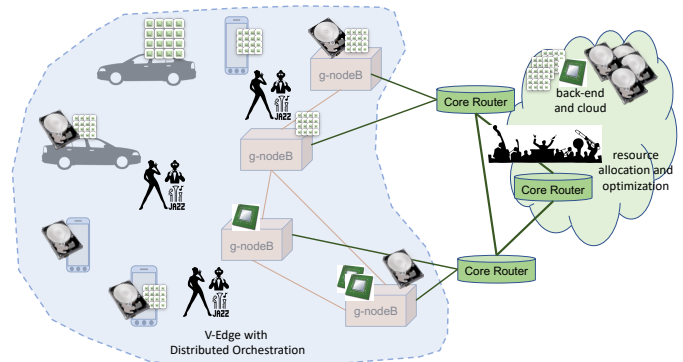 g-nodeB
Core Router
back-end
and cloud
JAZZ
g-nodeB
resource
allocation and
optimization
Core Router
JAZZ
g-nodeB
Core Router
JAZZ
g-nodeB
V-Edge with
Distributed Orchestration